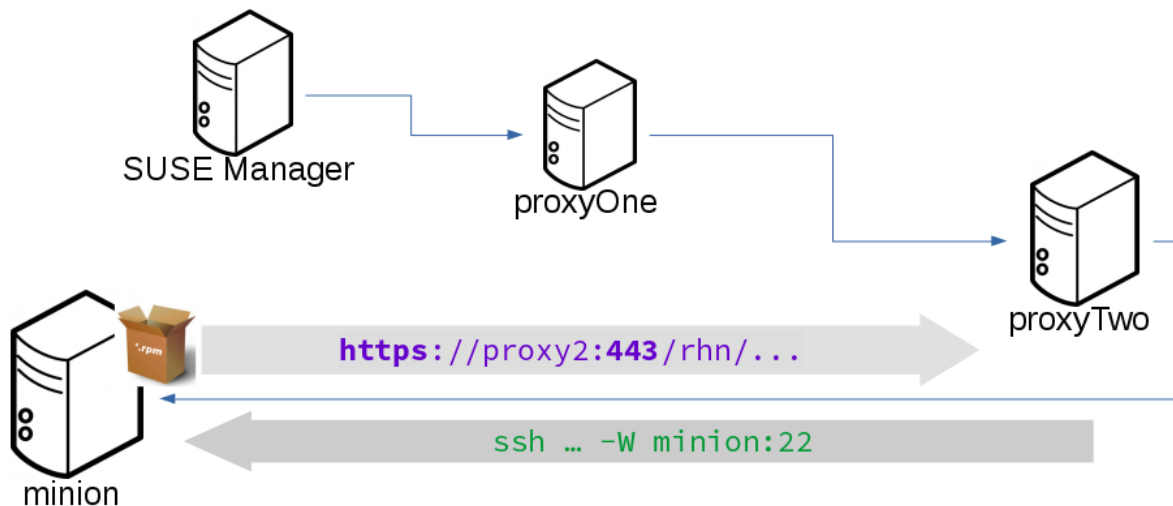 SUSE Manager
proxyOne
proxyTwo
*.rpm
https://proxy2:443/rhn/...
ssh … -W minion:22
minion